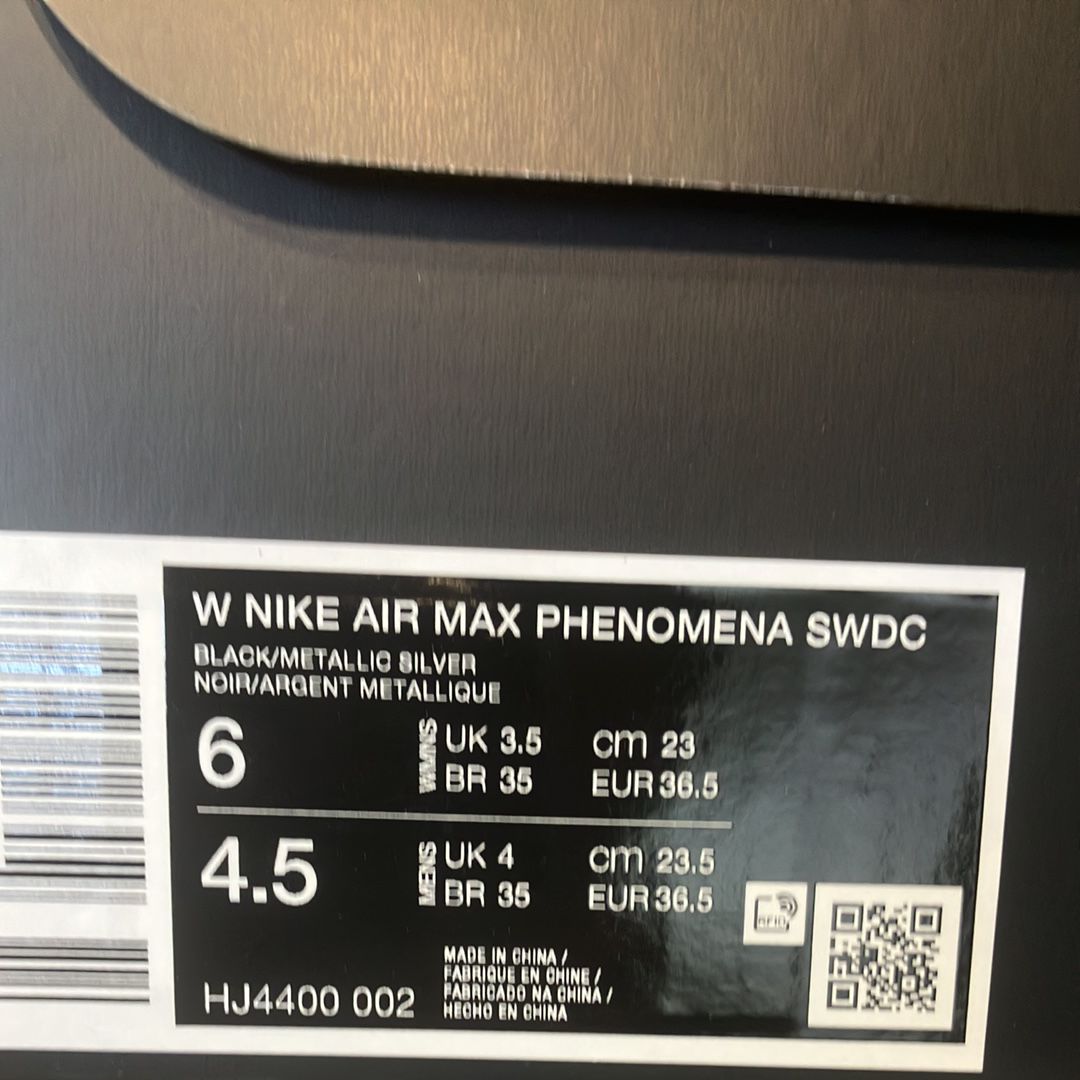 W NIKE AIR MAX PHENOMENA SWDC
BLACK/METALLIC SILVER
NOIR/ARGENT METALLIQUE
6 WMNS UK 3.5 cm 23
BR 35 EUR 36.5
4.5 MENS UK 4 cm 23.5
BR 35 EUR 36.5
RFID
MADE IN CHINA /
FABRIQUE EN CHINE /
FABRICADO NA CHINA /
HECHO EN CHINA
HJ4400 002